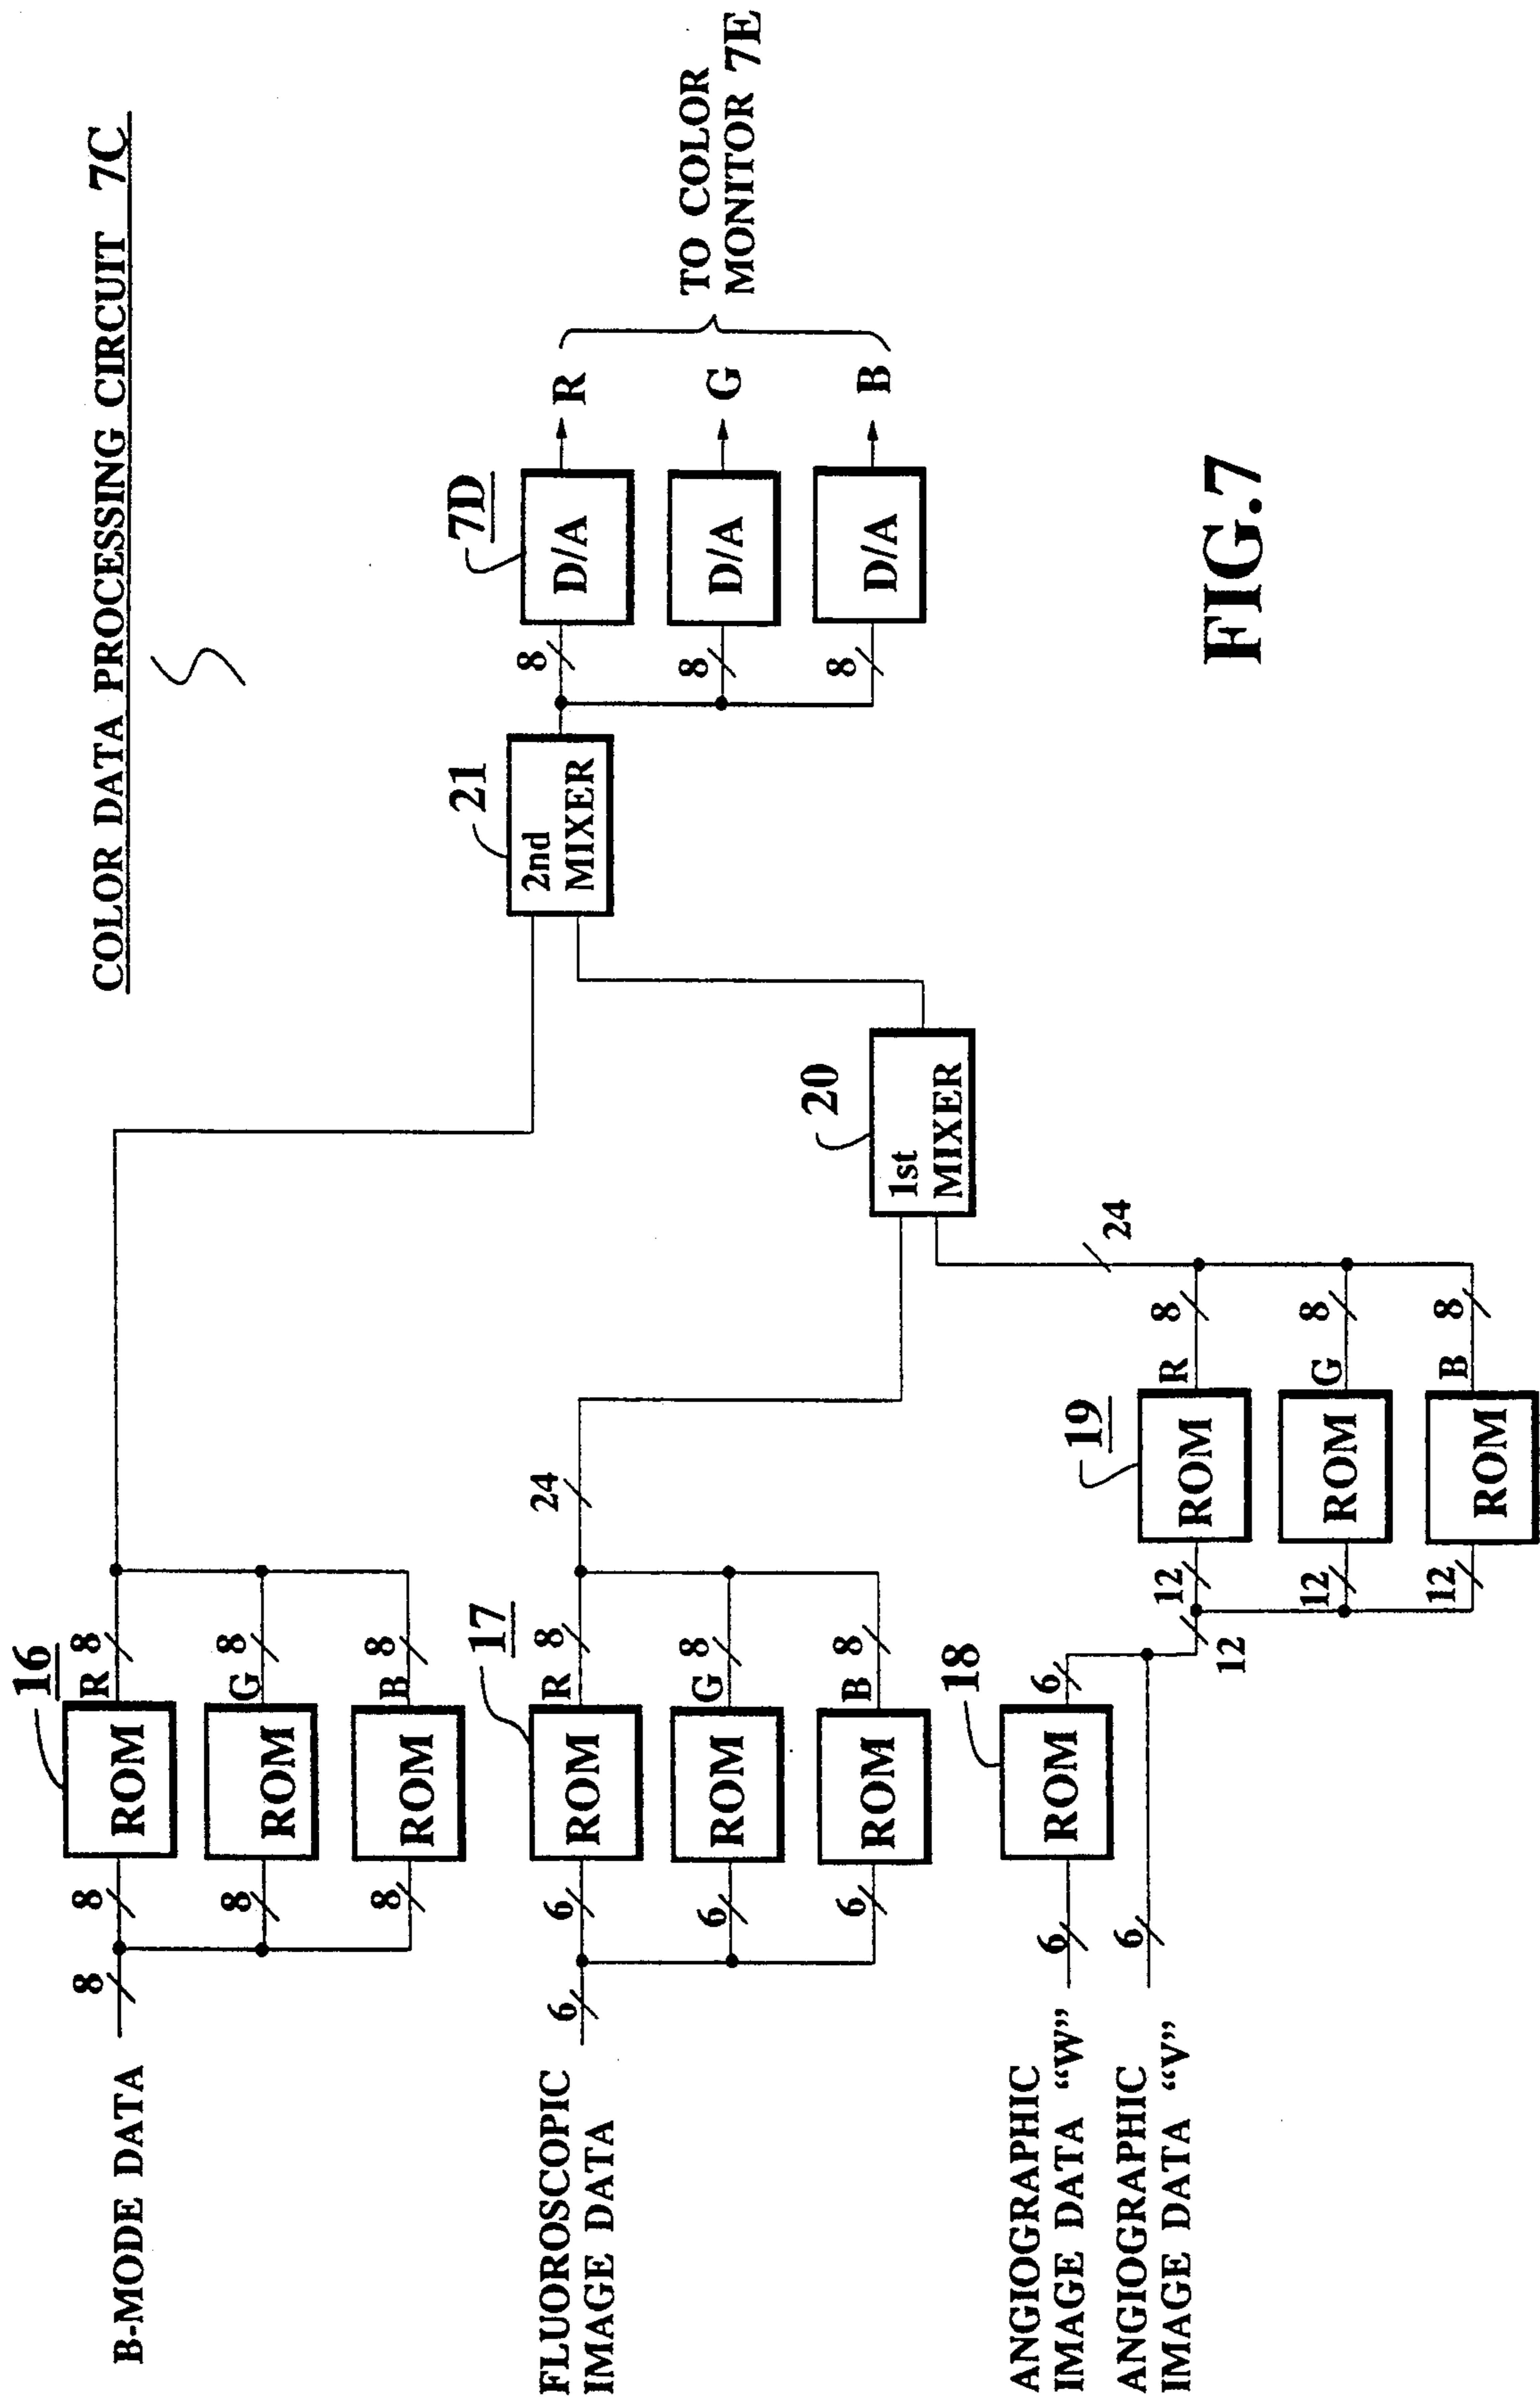 COLOR DATA PROCESSING CIRCUIT 7C
B-MODE DATA
8
8
8
8
16
ROM
ROM
ROM
R 8
G 8
B 8
FLUOROSCOPIC
IMAGE DATA
6
6
6
6
17
ROM
ROM
ROM
R 8
G 8
B 8
24
ANGIOGRAPHIC
IMAGE DATA "W"
ANGIOGRAPHIC
IMAGE DATA "V"
6
6
18
ROM
6
12
12
12
12
19
ROM
ROM
ROM
R 8
G 8
B 8
24
20
1st
MIXER
21
2nd
MIXER
8
8
8
7D
D/A
D/A
D/A
R
G
B
TO COLOR
MONITOR 7E
FIG.7